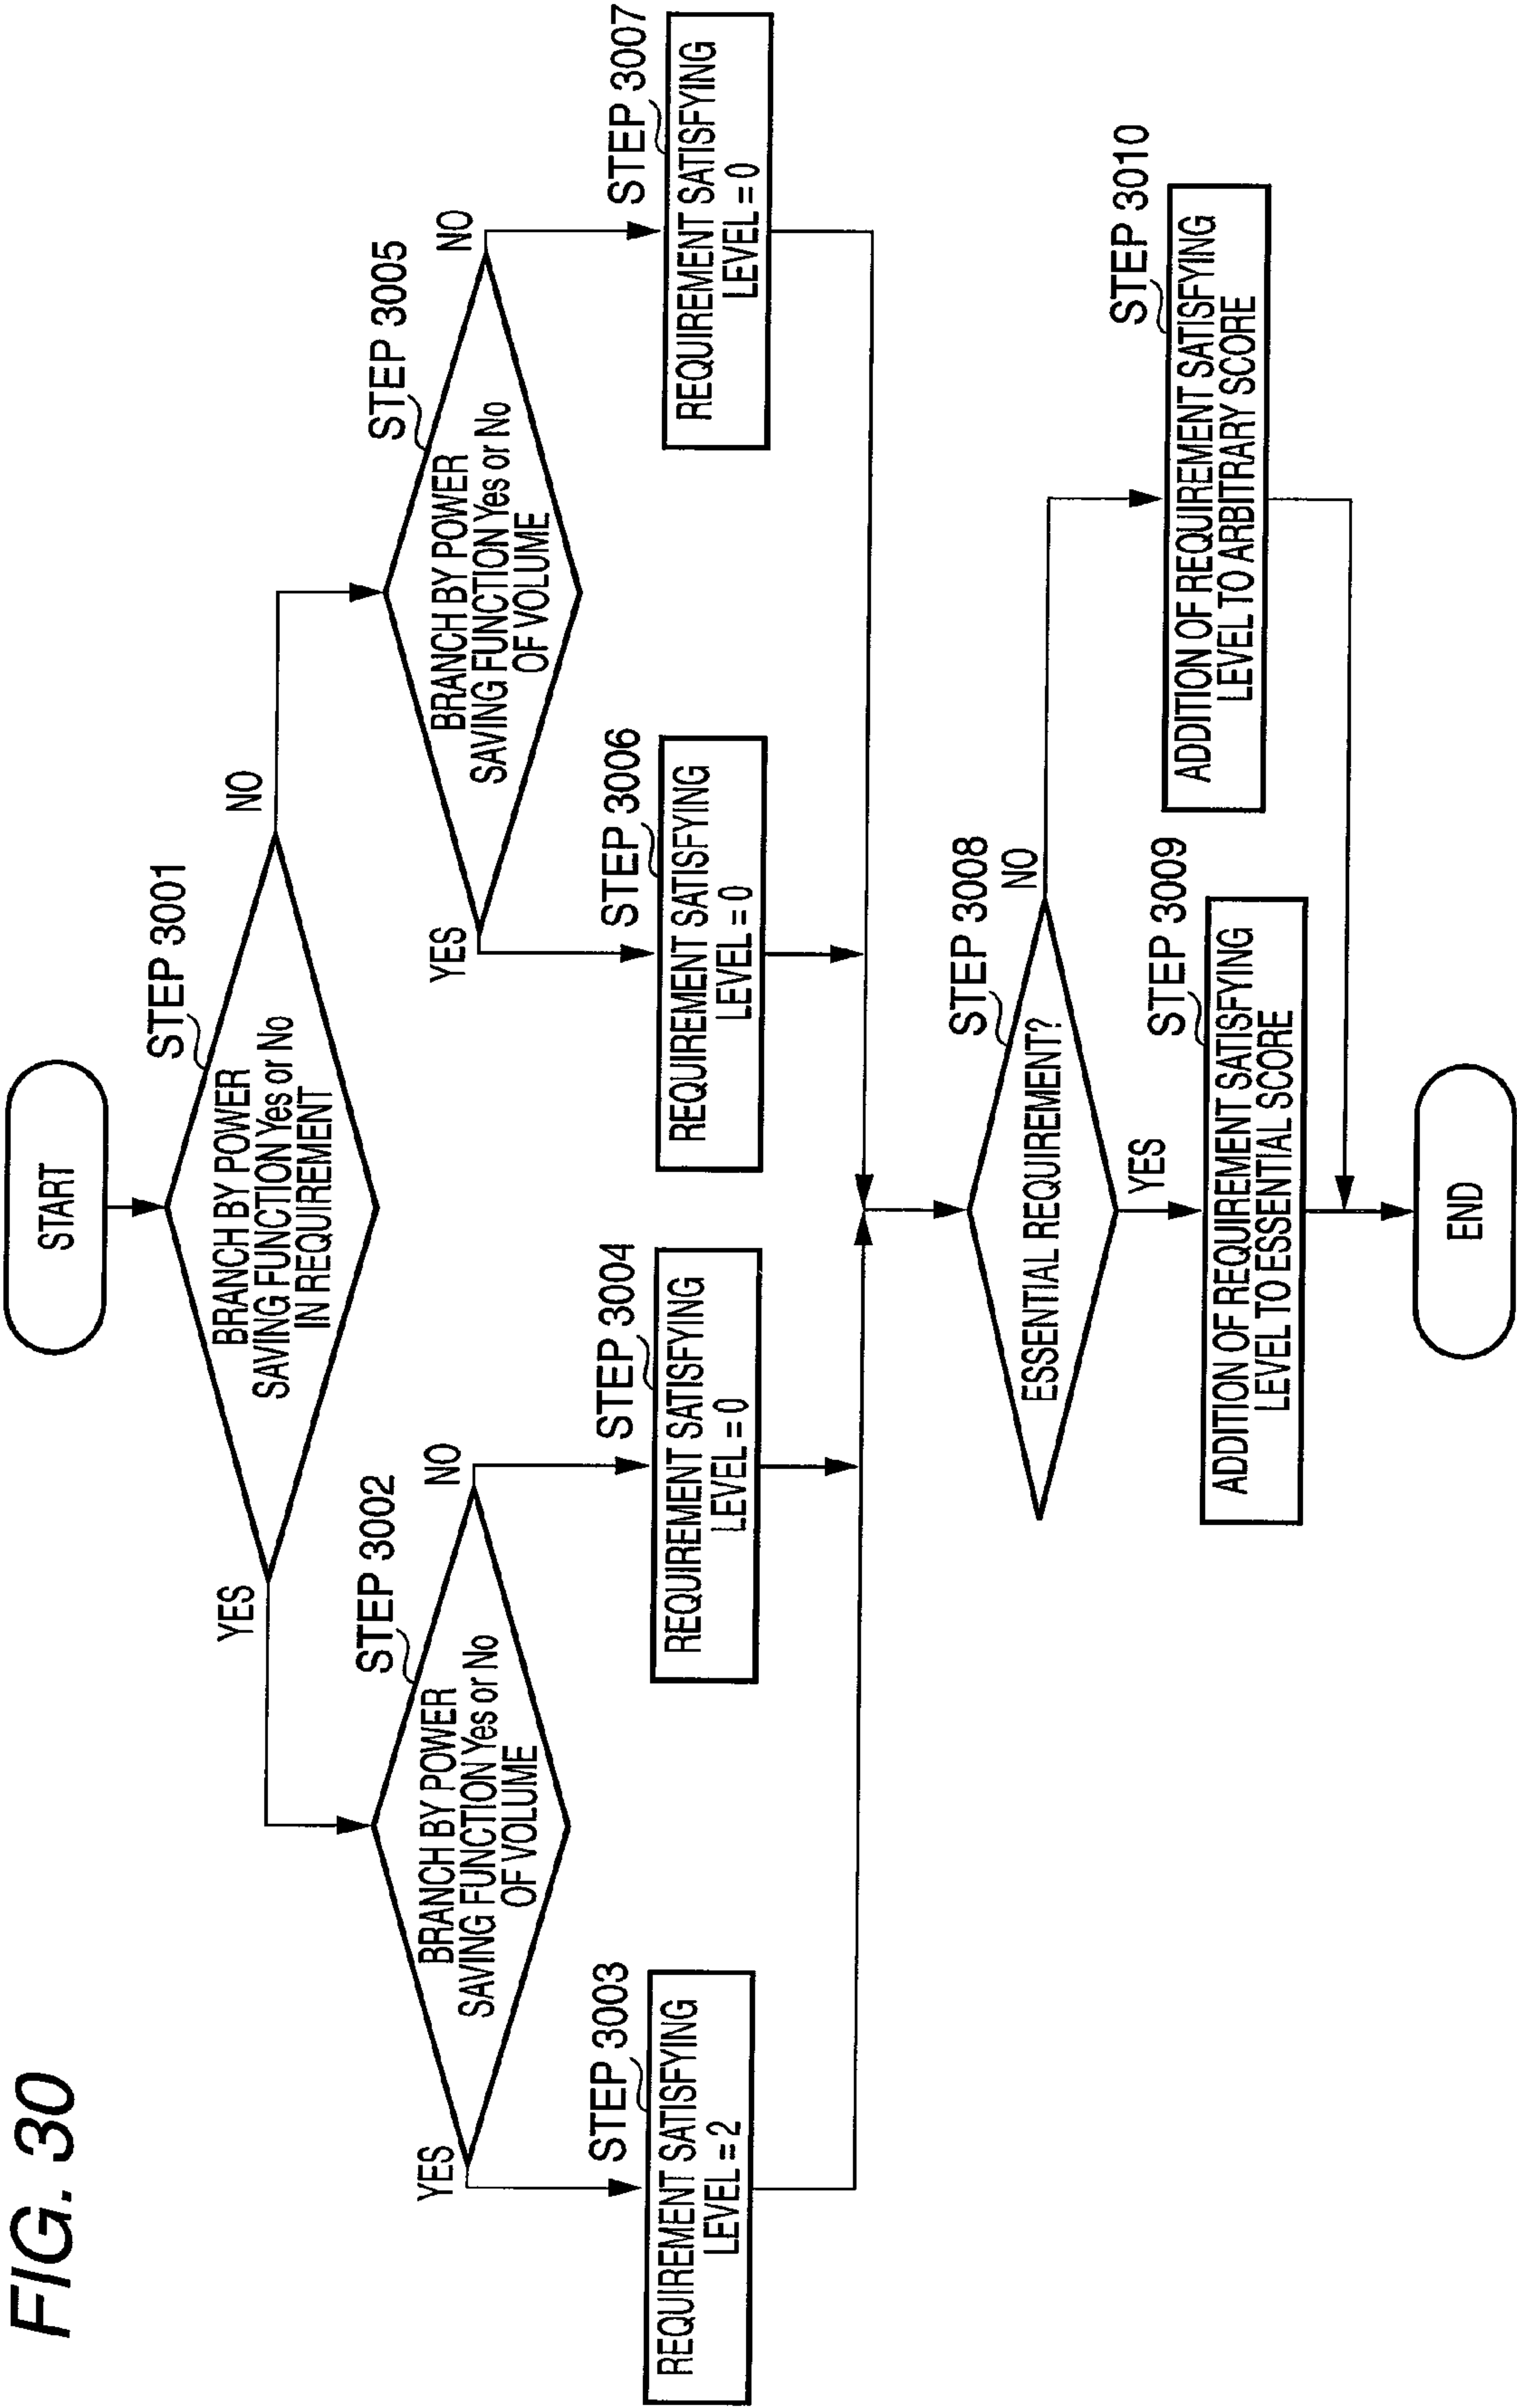 FIG. 30
START
STEP 3001
BRANCH BY POWER
SAVING FUNCTION Yes or No
IN REQUIREMENT
YES
NO
STEP 3002
BRANCH BY POWER
SAVING FUNCTION Yes or No
OF VOLUME
YES
NO
STEP 3005
BRANCH BY POWER
SAVING FUNCTION Yes or No
OF VOLUME
YES
NO
STEP 3003
REQUIREMENT SATISFYING
LEVEL = 2
STEP 3004
REQUIREMENT SATISFYING
LEVEL = 0
STEP 3006
REQUIREMENT SATISFYING
LEVEL = 0
STEP 3007
REQUIREMENT SATISFYING
LEVEL = 0
STEP 3008
ESSENTIAL REQUIREMENT?
NO
YES
STEP 3009
ADDITION OF REQUIREMENT SATISFYING
LEVEL TO ESSENTIAL SCORE
STEP 3010
ADDITION OF REQUIREMENT SATISFYING
LEVEL TO ARBITRARY SCORE
END